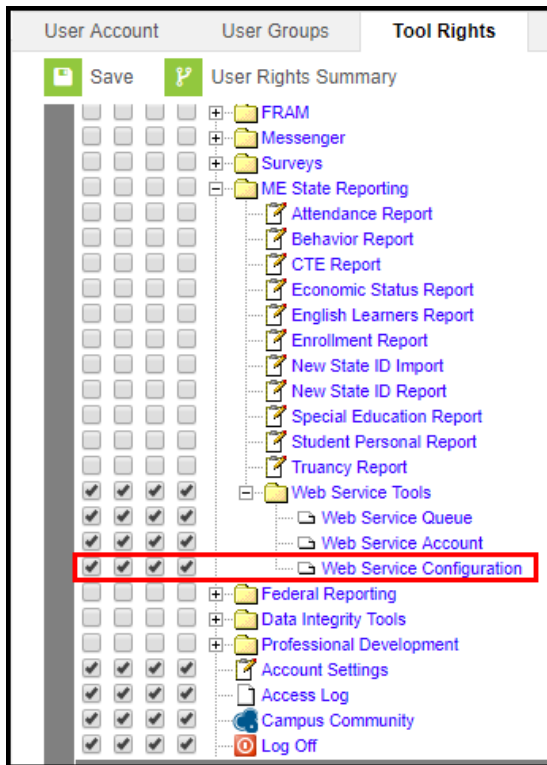 User Account User Groups Tool Rights
Save User Rights Summary
FRAM
Messenger
Surveys
ME State Reporting
Attendance Report
Behavior Report
CTE Report
Economic Status Report
English Learners Report
Enrollment Report
New State ID Import
New State ID Report
Special Education Report
Student Personal Report
Truancy Report
Web Service Tools
Web Service Queue
Web Service Account
Web Service Configuration
Federal Reporting
Data Integrity Tools
Professional Development
Account Settings
Access Log
Campus Community
Log Off